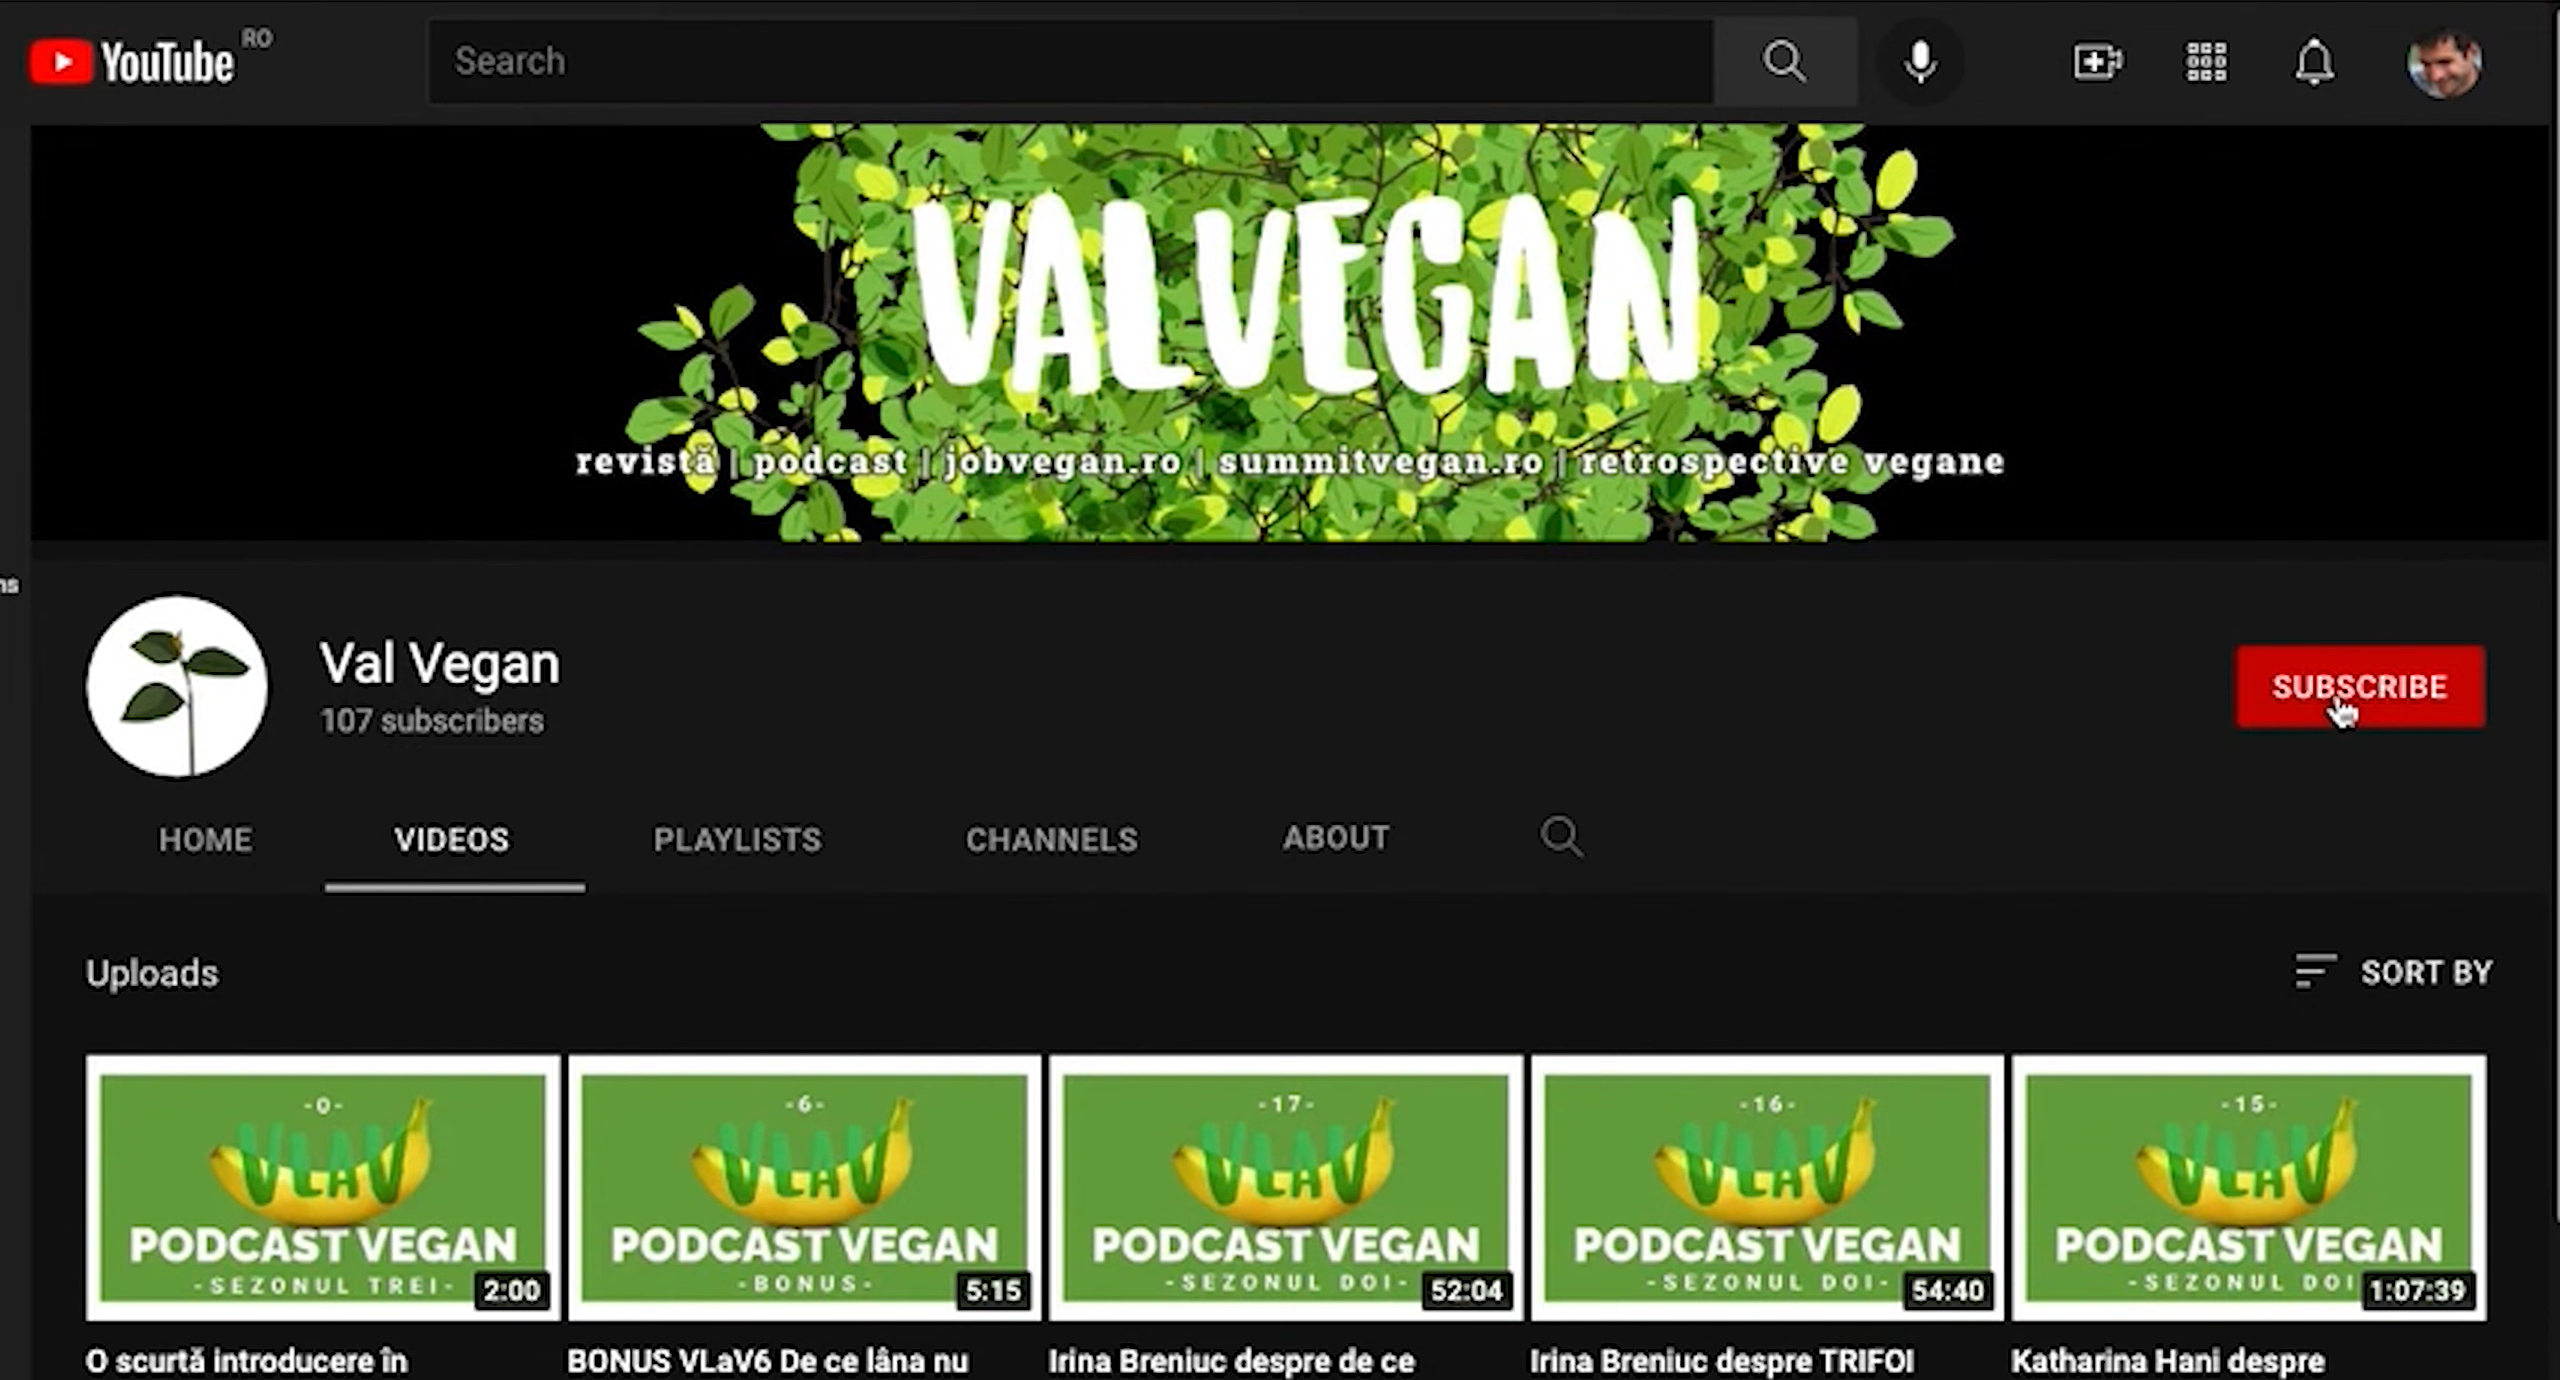 YouTube RO
Search
VALVEGAN
revistă | podcast | jobvegan.ro | summitvegan.ro | retrospective vegane
ns
Val Vegan
107 subscribers
SUBSCRIBE
HOME VIDEOS PLAYLISTS CHANNELS ABOUT
Uploads
SORT BY
-0-
VLAV
PODCAST VEGAN
-SEZONUL TREI-
2:00
O scurtă introducere în
-6-
VLAV
PODCAST VEGAN
-BONUS-
5:15
BONUS VLaV6 De ce lâna nu
-17-
VLAV
PODCAST VEGAN
-SEZONUL DOI-
52:04
Irina Breniuc despre de ce
-16-
VLAV
PODCAST VEGAN
-SEZONUL DOI-
54:40
Irina Breniuc despre TRIFOI
-15-
VLAV
PODCAST VEGAN
-SEZONUL DOI
1:07:39
Katharina Hani despre